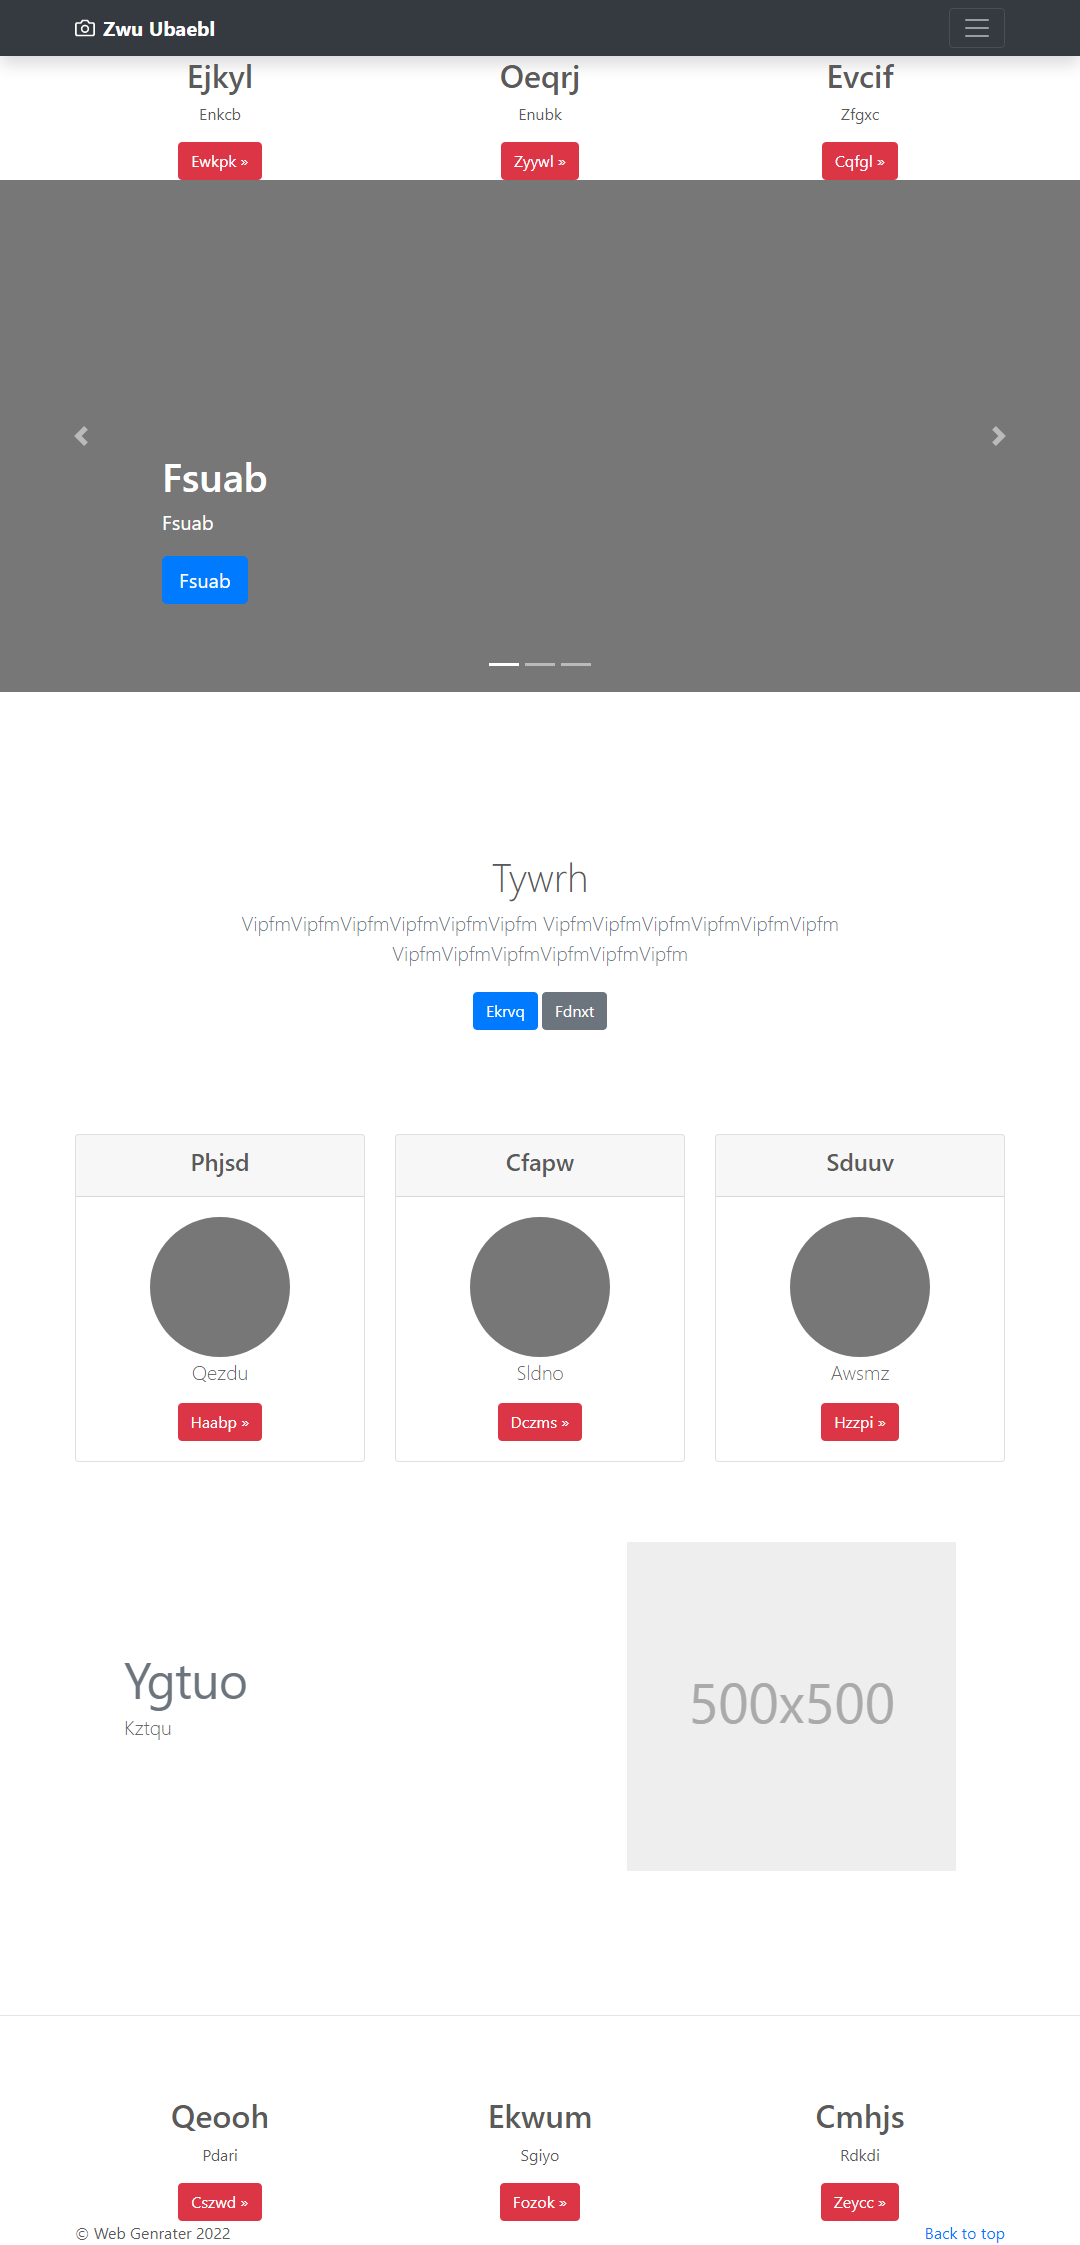 Zwu Ubaebl
Ejkyl
Enkcb
Ewkpk »
Oeqrj
Enubk
Zyywl »
Evcif
Zfgxc
Cqfgl »
Fsuab
Fsuab
Fsuab
Tywrh
VipfmVipfmVipfmVipfmVipfmVipfm VipfmVipfmVipfmVipfmVipfmVipfm
VipfmVipfmVipfmVipfmVipfmVipfm
Ekrvq Fdnxt
Phjsd
Qezdu
Haabp »
Cfapw
Sldno
Dczms »
Sduuv
Awsmz
Hzzpi »
Ygtuo
Kztqu
500x500
Qeooh
Pdari
Cszwd »
Ekwum
Sgiyo
Fozok »
Cmhjs
Rdkdi
Zeycc »
© Web Genrater 2022
Back to top